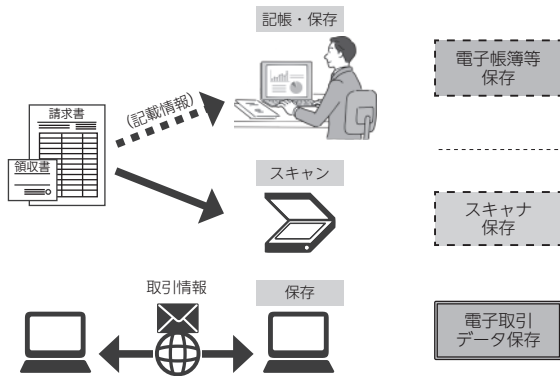 記帳・保存
電子帳簿等
保存
請求書
(記載情報)
領収書
スキャン
スキャナ
保存
取引情報
保存
電子取引
データ保存